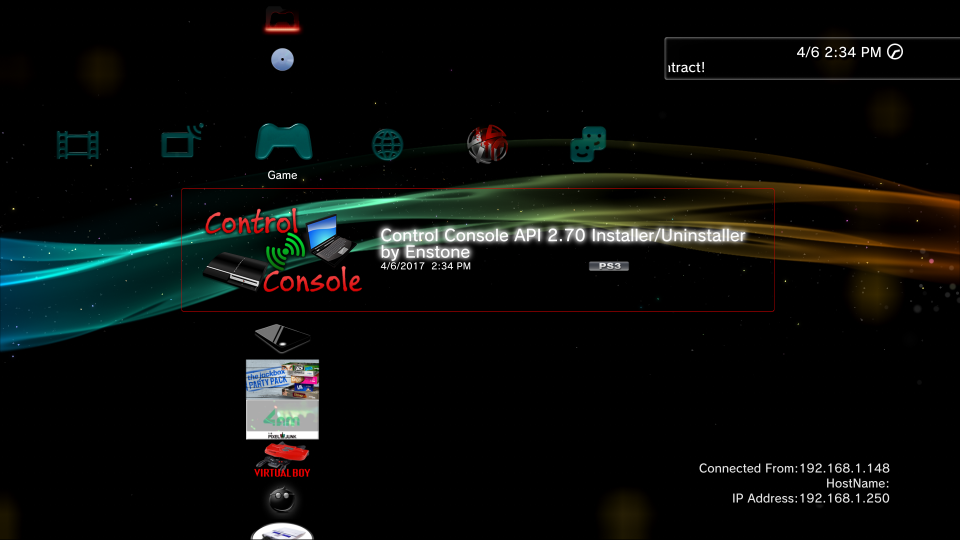 4/6 2:34 PM
tract!
Game
Control
Console
Control Console API 2.70 Installer/Uninstaller
by Enstone
4/6/2017 2:34 PM
PS3
the jackbox
PARTY PACK
4am
PIXELJUNK
VIRTUALBOY
Connected From:192.168.1.148
HostName:
IP Address:192.168.1.250